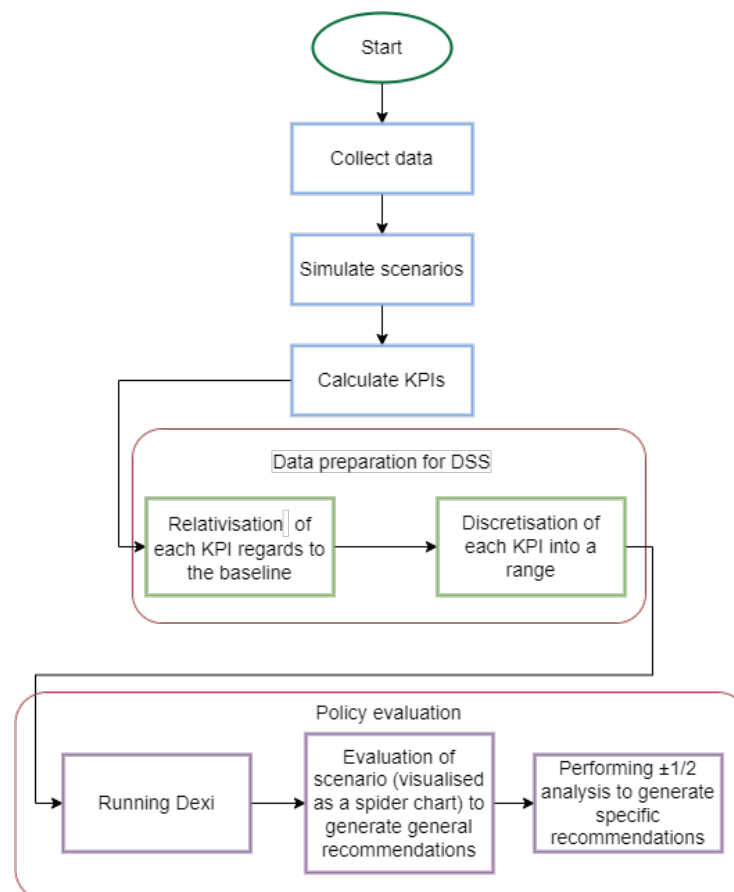 Start
Collect data
Simulate scenarios
Calculate KPIs
Data preparation for DSS
Relativisation of
each KPI regards to
the baseline
Discretisation of
each KPI into a
range
Policy evaluation
Running Dexi
Evaluation of
scenario (visualised
as a spider chart) to
generate general
recommendations
Performing ±1/2
analysis to generate
specific
recommendations